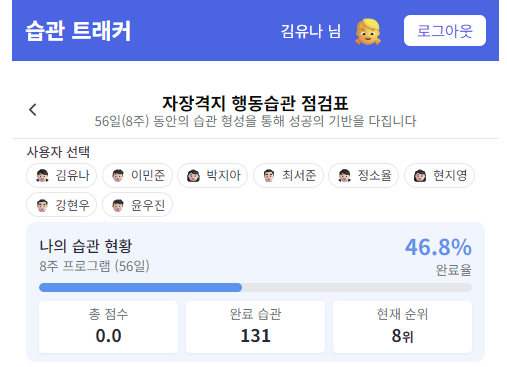 습관 트래커
김유나 님
로그아웃
자장격지 행동습관 점검표
56일(8주) 동안의 습관 형성을 통해 성공의 기반을 다집니다
사용자 선택
김유나 이민준 박지아 최서준 정소율 현지영
강현우 윤우진
나의 습관 현황
46.8%
8주 프로그램 (56일)
완료율
총 점수 완료 습관 현재 순위
0.0 131 8위